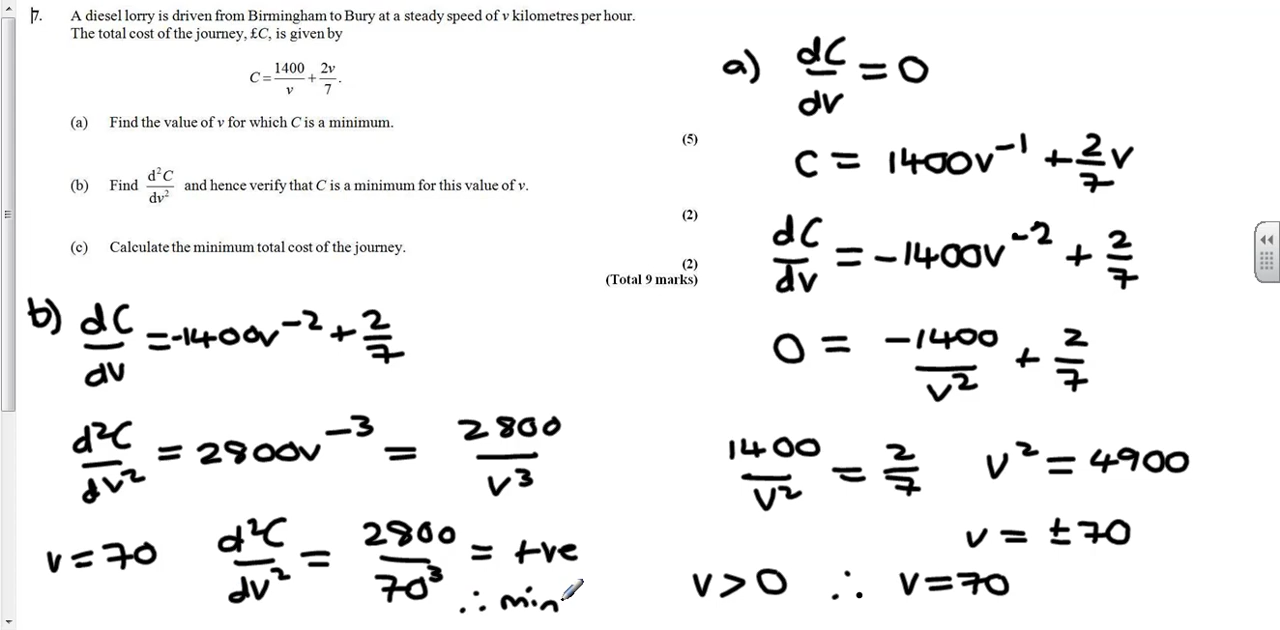 7. A diesel lorry is driven from Birmingham to Bury at a steady speed of v kilometres per hour.
The total cost of the journey, £C, is given by
C = 1400/v + 2v/7.
(a) Find the value of v for which C is a minimum.
(5)
(b) Find d²C/dv² and hence verify that C is a minimum for this value of v.
(2)
(c) Calculate the minimum total cost of the journey.
(2)
(Total 9 marks)
a) dC/dv = 0
C = 1400v⁻¹ + 2/7 v
dC/dv = -1400v⁻² + 2/7
0 = -1400/v² + 2/7
1400/v² = 2/7 v² = 4900
v = ±70
v > 0 ∴ v = 70
b) dC/dv = -1400v⁻² + 2/7
d²C/dv² = 2800v⁻³ = 2800/v³
v = 70 d²C/dv² = 2800/70³ = +ve
∴ min